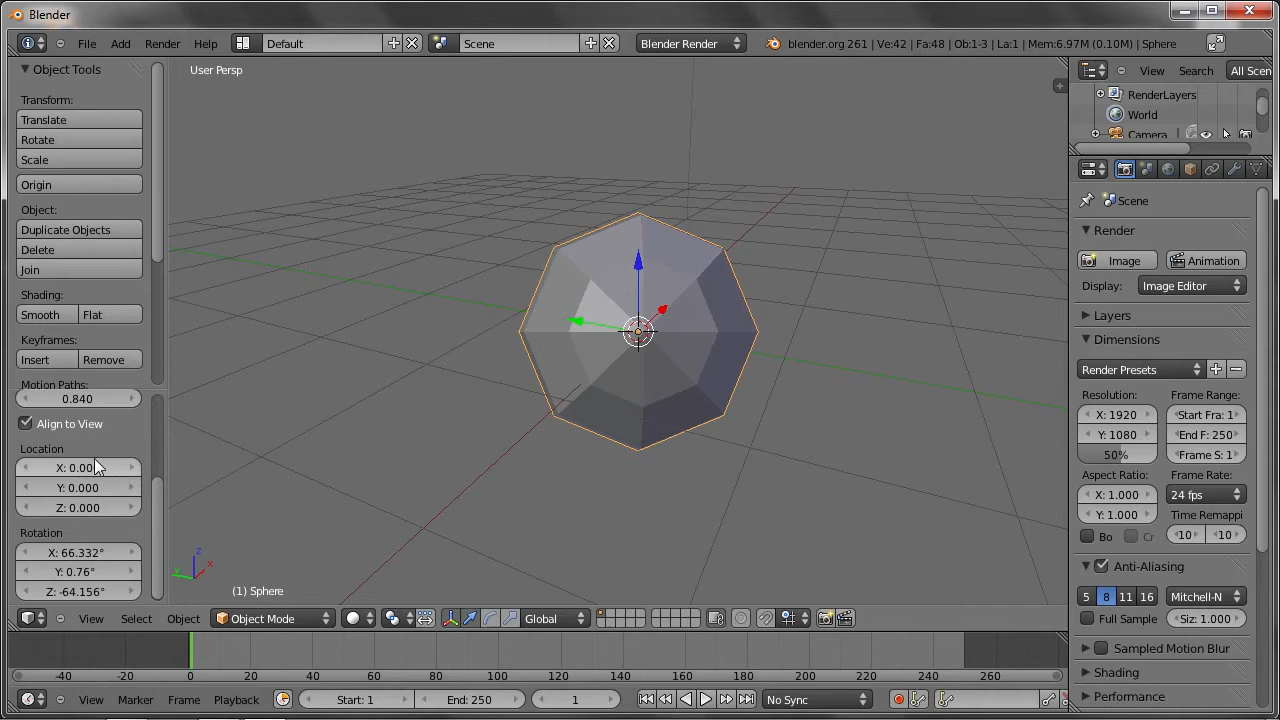 Blender
File Add Render Help Default Scene Blender Render blender.org 261 | Ve:42 | Fa:48 | Ob:1-3 | La:1 | Mem:6.97M (0.10M) | Sphere
Object Tools
Transform:
Translate
Rotate
Scale
Origin
Object:
Duplicate Objects
Delete
Join
Shading:
Smooth Flat
Keyframes:
Insert Remove
Motion Paths:
0.840
Align to View
Location
X: 0.00
Y: 0.000
Z: 0.000
Rotation
X: 66.332°
Y: 0.76°
Z: -64.156°
User Persp
z
y x
(1) Sphere
View Select Object Object Mode Global
-40 -20 0 20 40 60 80 100 120 140 160 180 200 220 240 260
View Marker Frame Playback Start: 1 End: 250 1 No Sync
View Search All Scen
RenderLayers
World
Camera
Scene
Render
Image Animation
Display: Image Editor
Layers
Dimensions
Render Presets
Resolution: Frame Range:
X: 1920 Start Fra: 1
Y: 1080 End F: 250
50% Frame S: 1
Aspect Ratio: Frame Rate:
X: 1.000 24 fps
Y: 1.000 Time Remappi
Bo Cr 10 10
Anti-Aliasing
5 8 11 16 Mitchell-N
Full Sample Siz: 1.000
Sampled Motion Blur
Shading
Performance